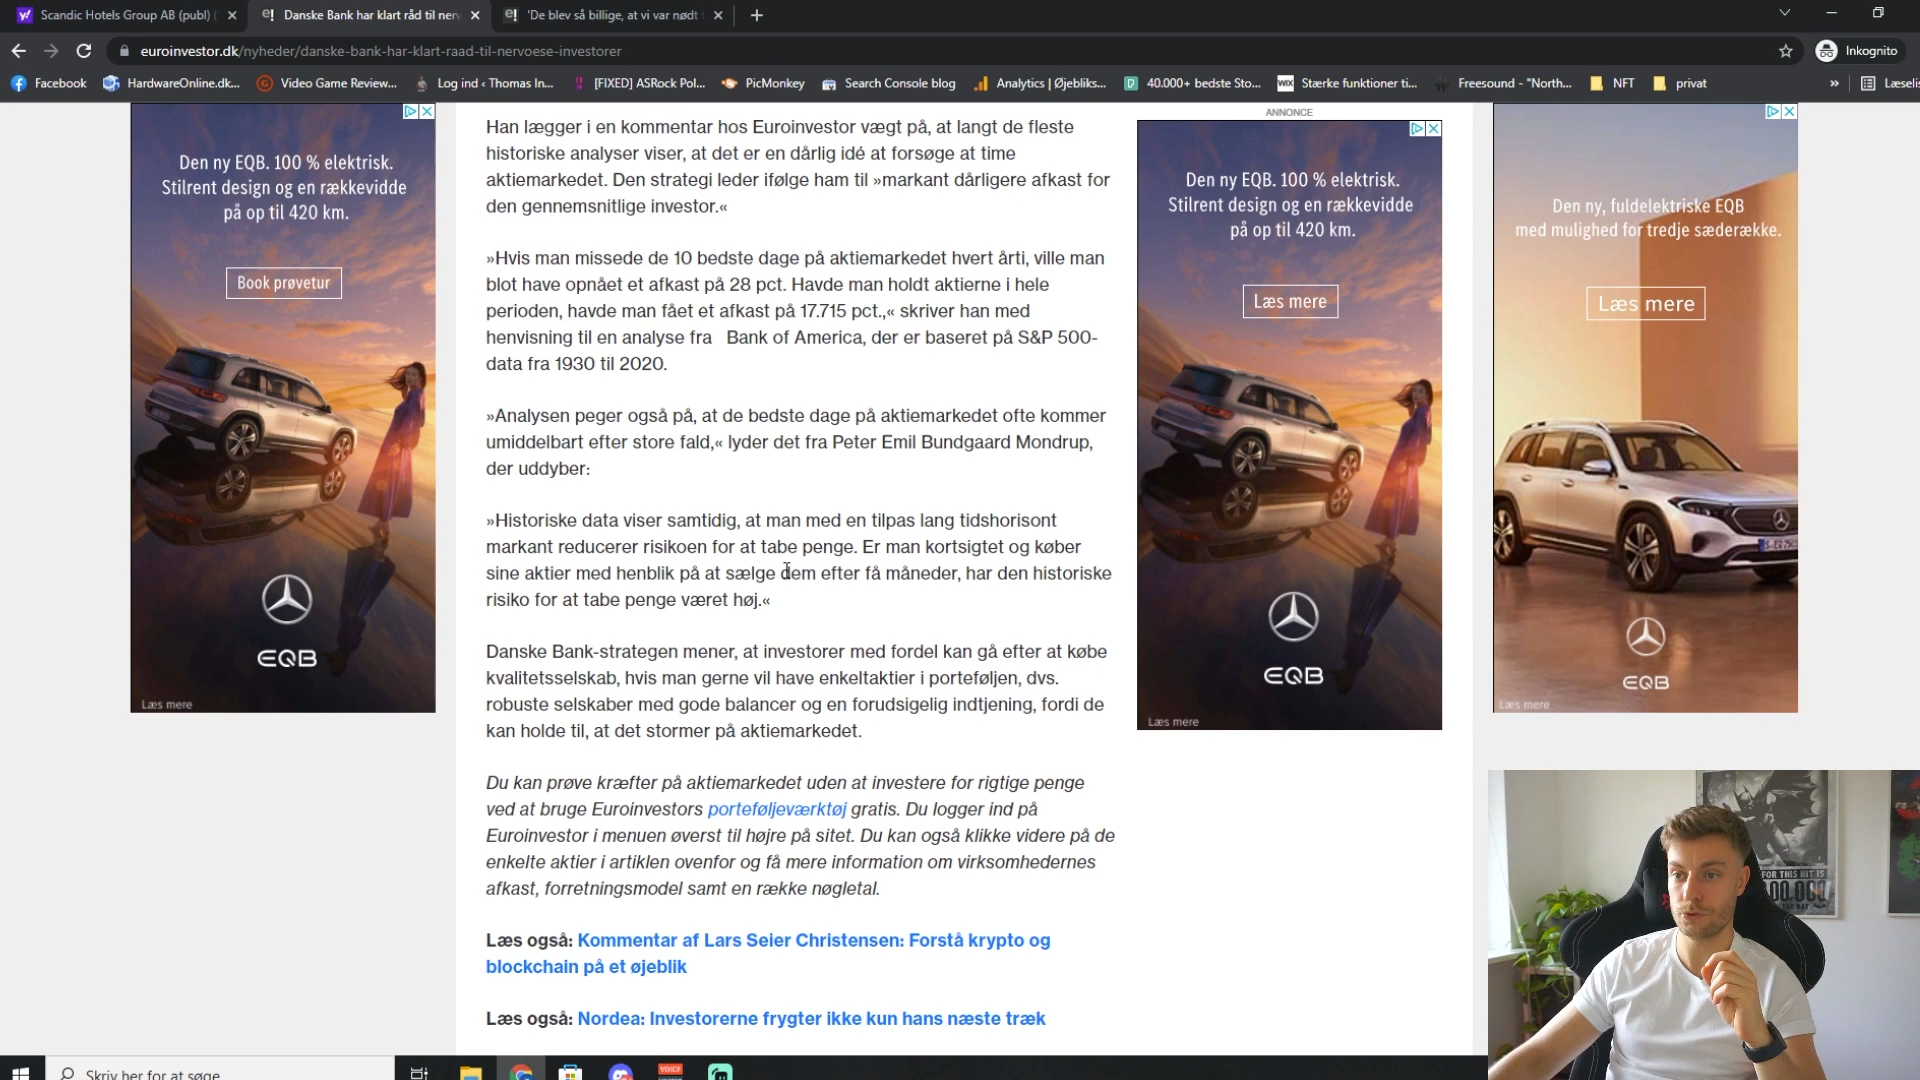 Scandic Hotels Group AB (publ) (
Danske Bank har klart råd til nerv
'De blev så billige, at vi var nødt
euroinvestor.dk/nyheder/danske-bank-har-klart-raad-til-nervoese-investorer
Inkognito
Facebook
HardwareOnline.dk...
Video Game Review...
Log ind ‹ Thomas In...
[FIXED] ASRock Pol...
PicMonkey
Search Console blog
Analytics | Øjebliks...
40.000+ bedste Sto...
WIX
Stærke funktioner ti...
Freesound - "North...
NFT
privat
»
Læselis
Den ny EQB. 100 % elektrisk.
Stilrent design og en rækkevidde
på op til 420 km.
Book prøvetur
EQB
Læs mere
Han lægger i en kommentar hos Euroinvestor vægt på, at langt de fleste
historiske analyser viser, at det er en dårlig idé at forsøge at time
aktiemarkedet. Den strategi leder ifølge ham til »markant dårligere afkast for
den gennemsnitlige investor.«
»Hvis man missede de 10 bedste dage på aktiemarkedet hvert årti, ville man
blot have opnået et afkast på 28 pct. Havde man holdt aktierne i hele
perioden, havde man fået et afkast på 17.715 pct.,« skriver han med
henvisning til en analyse fra Bank of America, der er baseret på S&P 500-
data fra 1930 til 2020.
»Analysen peger også på, at de bedste dage på aktiemarkedet ofte kommer
umiddelbart efter store fald,« lyder det fra Peter Emil Bundgaard Mondrup,
der uddyber:
»Historiske data viser samtidig, at man med en tilpas lang tidshorisont
markant reducerer risikoen for at tabe penge. Er man kortsigtet og køber
sine aktier med henblik på at sælge dem efter få måneder, har den historiske
risiko for at tabe penge været høj.«
Danske Bank-strategen mener, at investorer med fordel kan gå efter at købe
kvalitetsselskab, hvis man gerne vil have enkeltaktier i porteføljen, dvs.
robuste selskaber med gode balancer og en forudsigelig indtjening, fordi de
kan holde til, at det stormer på aktiemarkedet.
Du kan prøve kræfter på aktiemarkedet uden at investere for rigtige penge
ved at bruge Euroinvestors porteføljeværktøj gratis. Du logger ind på
Euroinvestor i menuen øverst til højre på sitet. Du kan også klikke videre på de
enkelte aktier i artiklen ovenfor og få mere information om virksomhedernes
afkast, forretningsmodel samt en række nøgletal.
Læs også: Kommentar af Lars Seier Christensen: Forstå krypto og
blockchain på et øjeblik
Læs også: Nordea: Investorerne frygter ikke kun hans næste træk
ANNONCE
Den ny EQB. 100 % elektrisk.
Stilrent design og en rækkevidde
på op til 420 km.
Læs mere
EQB
Læs mere
Den ny, fuldelektriske EQB
med mulighed for tredje sæderække.
Læs mere
EQB
Læs mere
FOR THIS HIT IS
00.000
THE BAT
Skriv her for at søge
VOICE